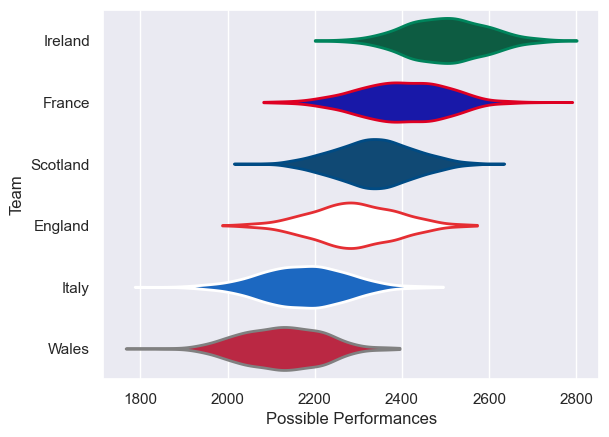 Ireland
France
Scotland
England
Italy
Wales
Team
1800 2000 2200 2400 2600 2800
Possible Performances